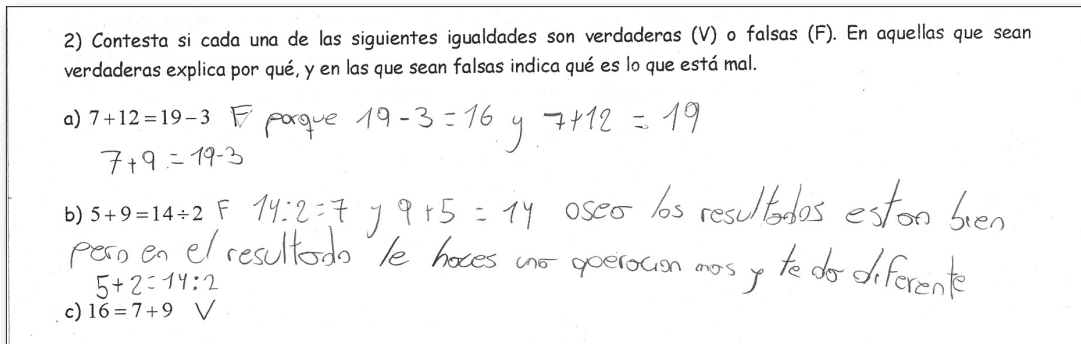 2) Contesta si cada una de las siguientes igualdades son verdaderas (V) o falsas (F). En aquellas que sean
verdaderas explica por qué, y en las que sean falsas indica qué es lo que está mal.
a) 7+12=19−3 F porque 19-3=16 y 7+12 = 19
7+9 = 19-3
b) 5+9=14÷2 F 14:2=7 y 9+5 = 14 osea los resultados estan bien
pero en el resultado le haces una operacion mas y te da diferente
5+2=14:2
c) 16=7+9 V